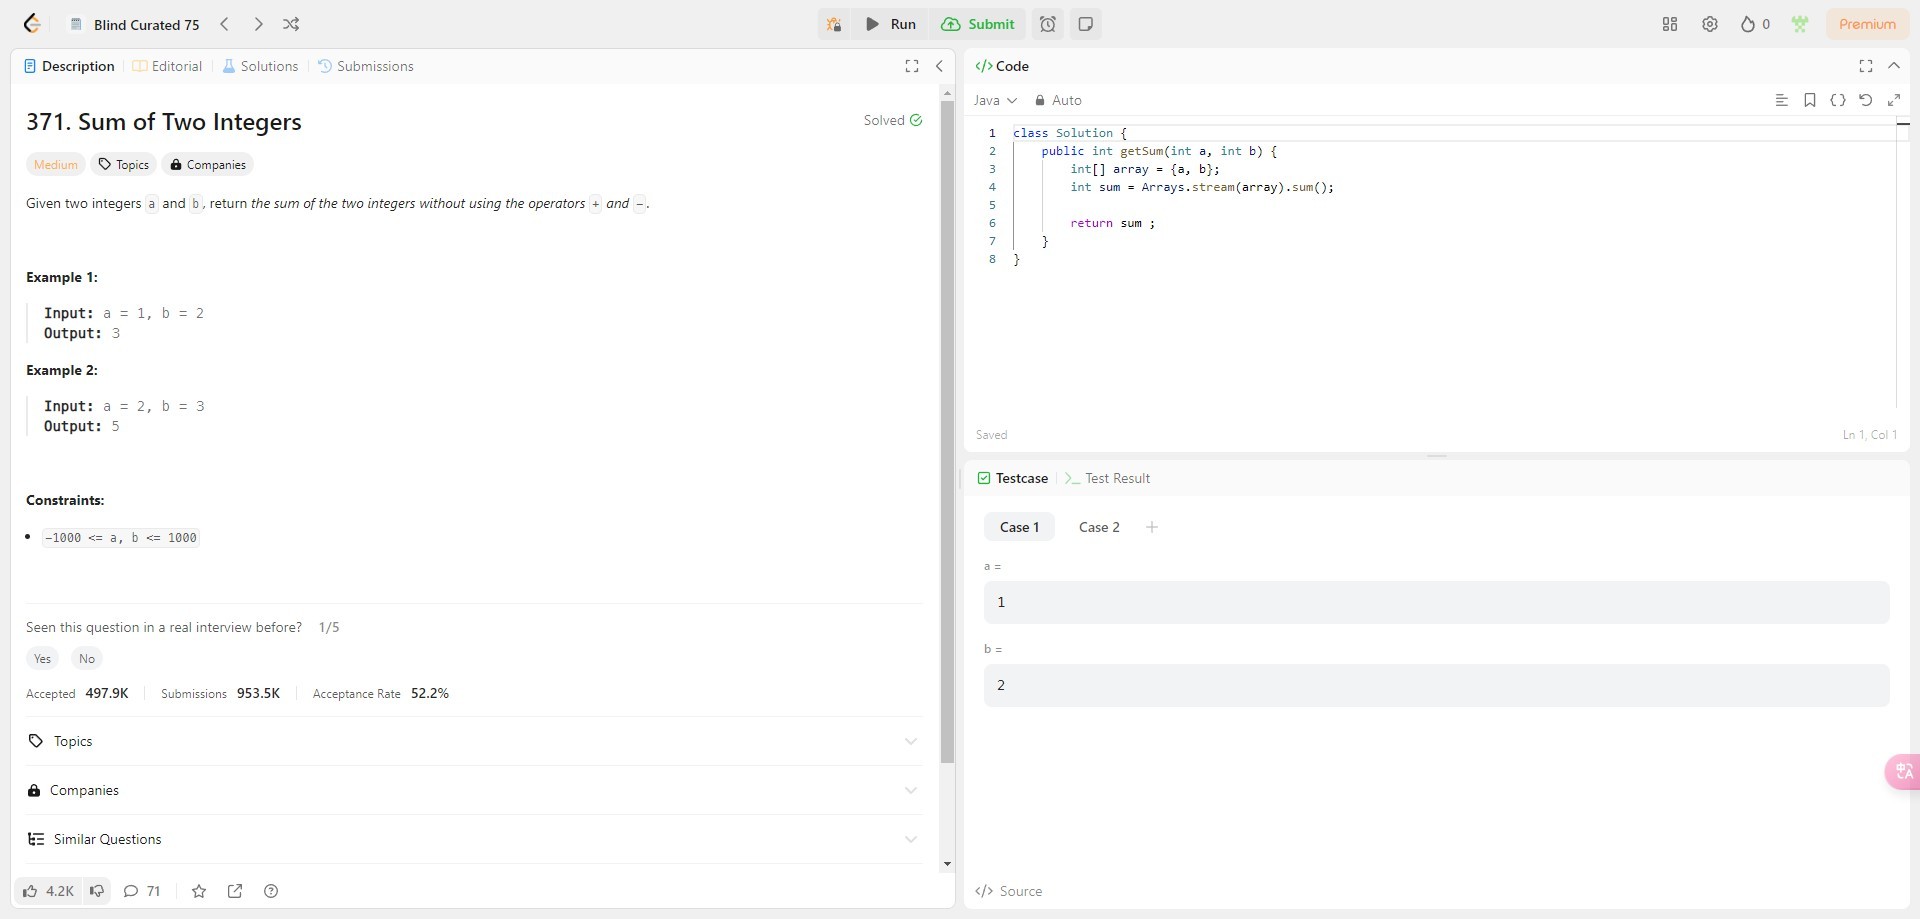 Blind Curated 75
Run
Submit
0
Premium
Description
Editorial
Solutions
Submissions
371. Sum of Two Integers
Solved
Medium
Topics
Companies
Given two integers a and b, return the sum of the two integers without using the operators + and -.
Example 1:
Input: a = 1, b = 2
Output: 3
Example 2:
Input: a = 2, b = 3
Output: 5
Constraints:
-1000 <= a, b <= 1000
Seen this question in a real interview before? 1/5
Yes
No
Accepted 497.9K
Submissions 953.5K
Acceptance Rate 52.2%
Topics
Companies
Similar Questions
4.2K
71
</> Code
Java
Auto
1 class Solution {
2 public int getSum(int a, int b) {
3 int[] array = {a, b};
4 int sum = Arrays.stream(array).sum();
5
6 return sum ;
7 }
8 }
Saved
Ln 1, Col 1
Testcase
Test Result
Case 1
Case 2
a =
1
b =
2
</> Source
中A